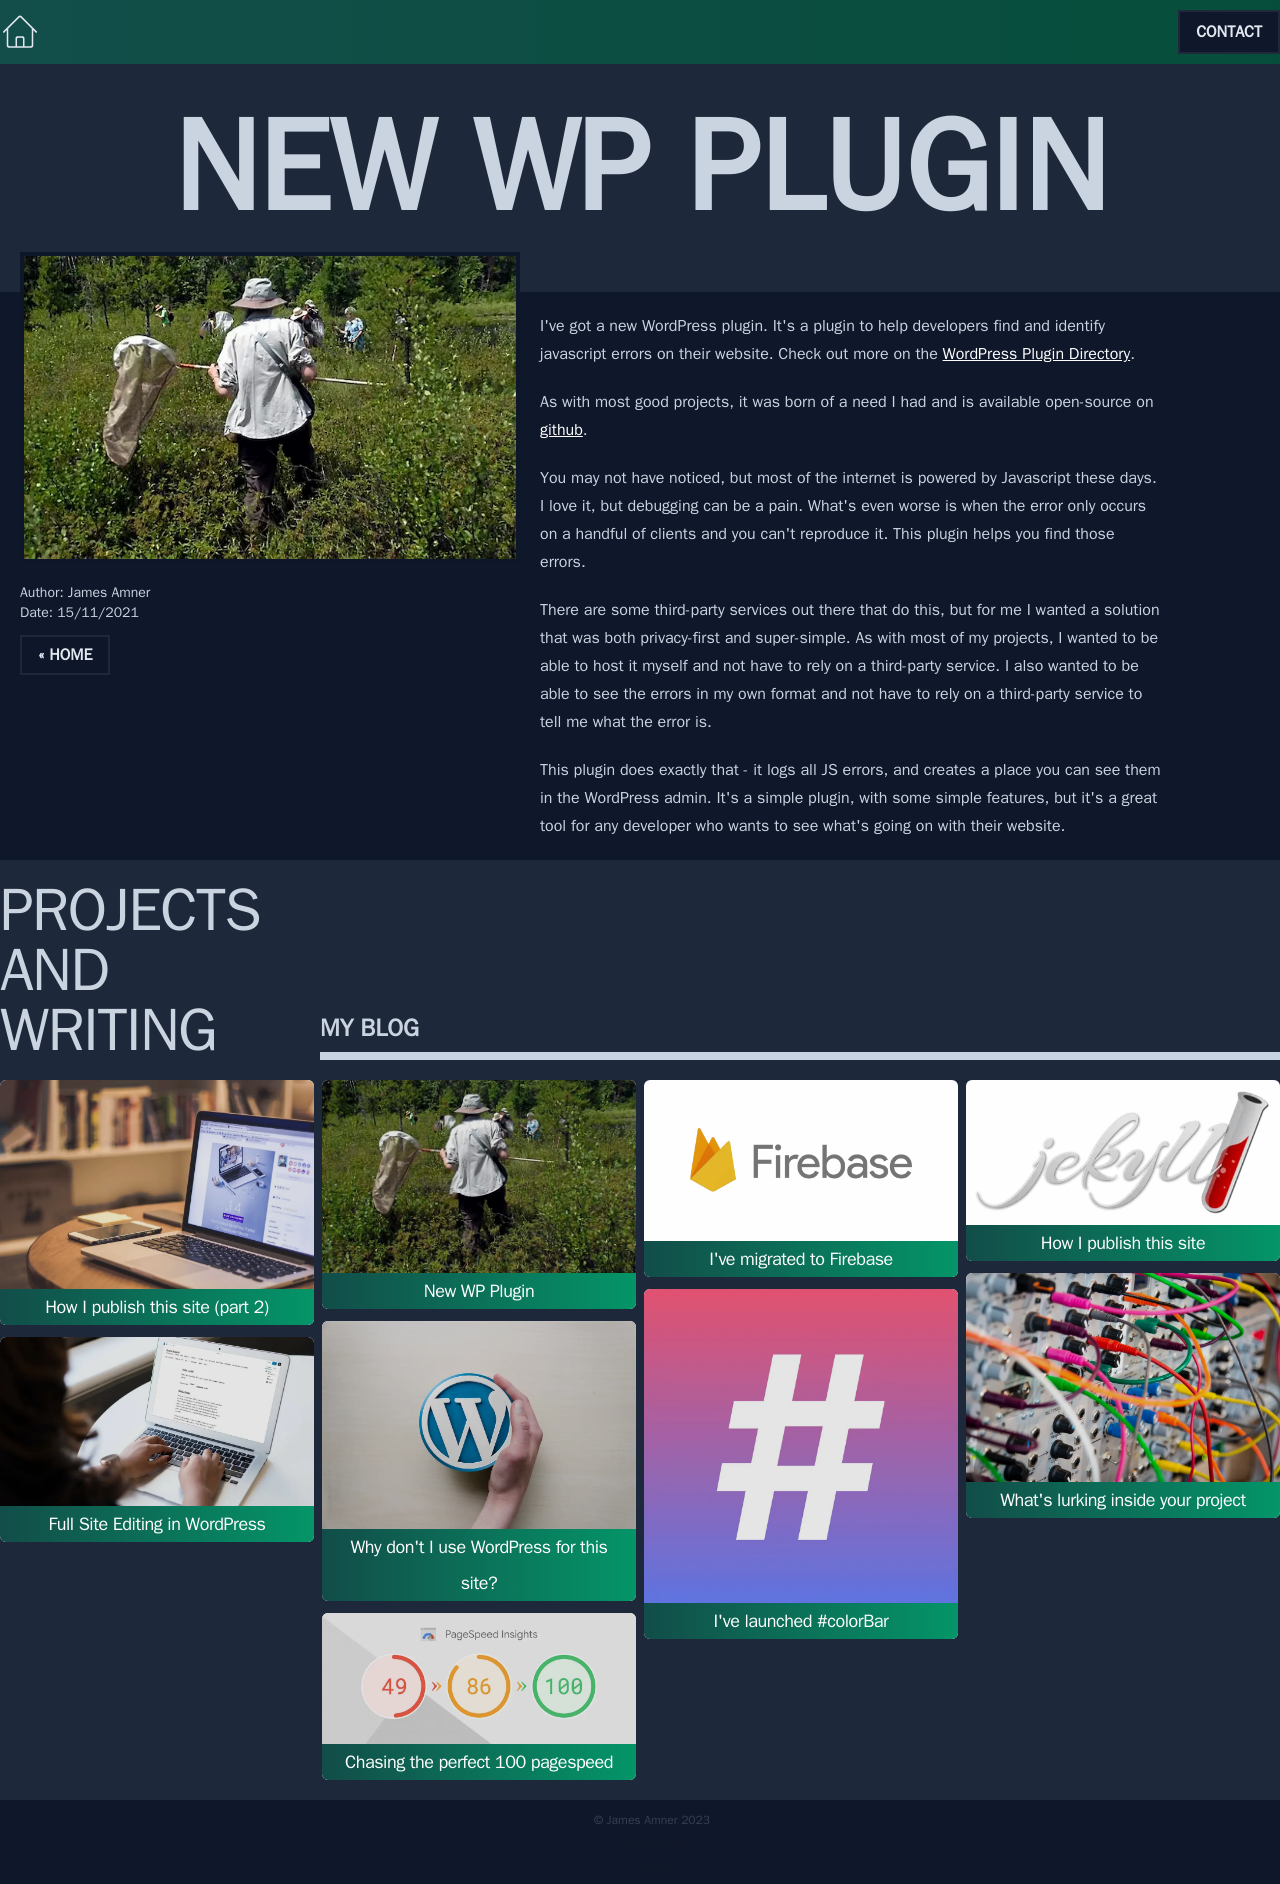 CONTACT
NEW WP PLUGIN
I've got a new WordPress plugin. It's a plugin to help developers find and identify
javascript errors on their website. Check out more on the WordPress Plugin Directory.
As with most good projects, it was born of a need I had and is available open-source on
github.
You may not have noticed, but most of the internet is powered by Javascript these days.
I love it, but debugging can be a pain. What's even worse is when the error only occurs
on a handful of clients and you can't reproduce it. This plugin helps you find those
errors.
There are some third-party services out there that do this, but for me I wanted a solution
that was both privacy-first and super-simple. As with most of my projects, I wanted to be
able to host it myself and not have to rely on a third-party service. I also wanted to be
able to see the errors in my own format and not have to rely on a third-party service to
tell me what the error is.
This plugin does exactly that - it logs all JS errors, and creates a place you can see them
in the WordPress admin. It's a simple plugin, with some simple features, but it's a great
tool for any developer who wants to see what's going on with their website.
Author: James Amner
Date: 15/11/2021
« HOME
PROJECTS
AND
WRITING
MY BLOG
How I publish this site (part 2)
Full Site Editing in WordPress
New WP Plugin
W
Why don't I use WordPress for this
site?
PageSpeed Insights
49 » 86 » 100
Chasing the perfect 100 pagespeed
Firebase
I've migrated to Firebase
#
I've launched #colorBar
jekyll
How I publish this site
What's lurking inside your project
© James Amner 2023